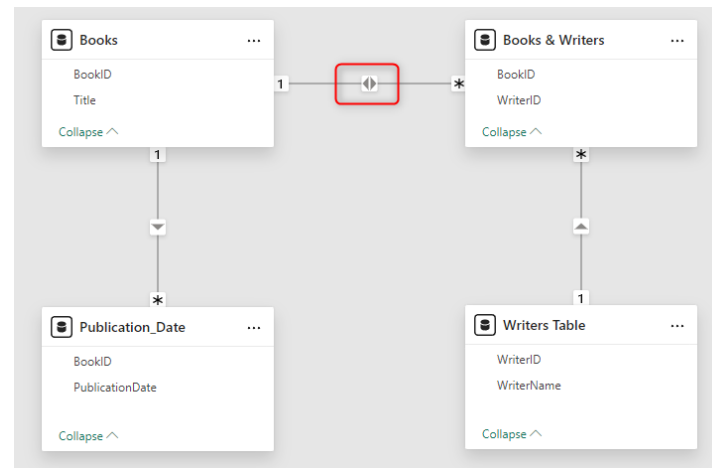 Books
...
BookID
Title
Collapse
1
*
Books & Writers
...
BookID
WriterID
Collapse
1
*
*
1
Publication_Date
...
BookID
PublicationDate
Collapse
Writers Table
...
WriterID
WriterName
Collapse